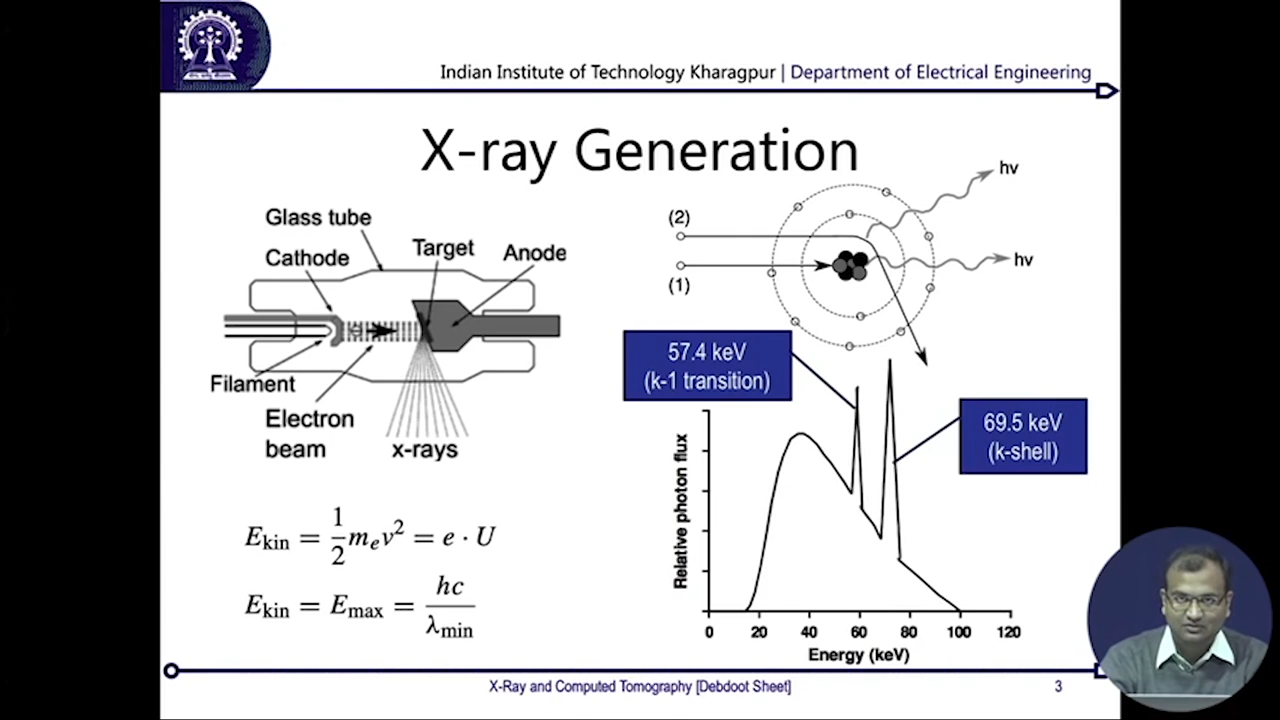 Indian Institute of Technology Kharagpur | Department of Electrical Engineering
X-ray Generation
Glass tube
Cathode
Target
Anode
Filament
Electron
beam
x-rays
(2)
(1)
hν
hν
57.4 keV
(k-1 transition)
69.5 keV
(k-shell)
Relative photon flux
0 20 40 60 80 100 120
Energy (keV)
E_kin = 1/2 m_e v² = e · U
E_kin = E_max = hc/λ_min
X-Ray and Computed Tomography [Debdoot Sheet]
3